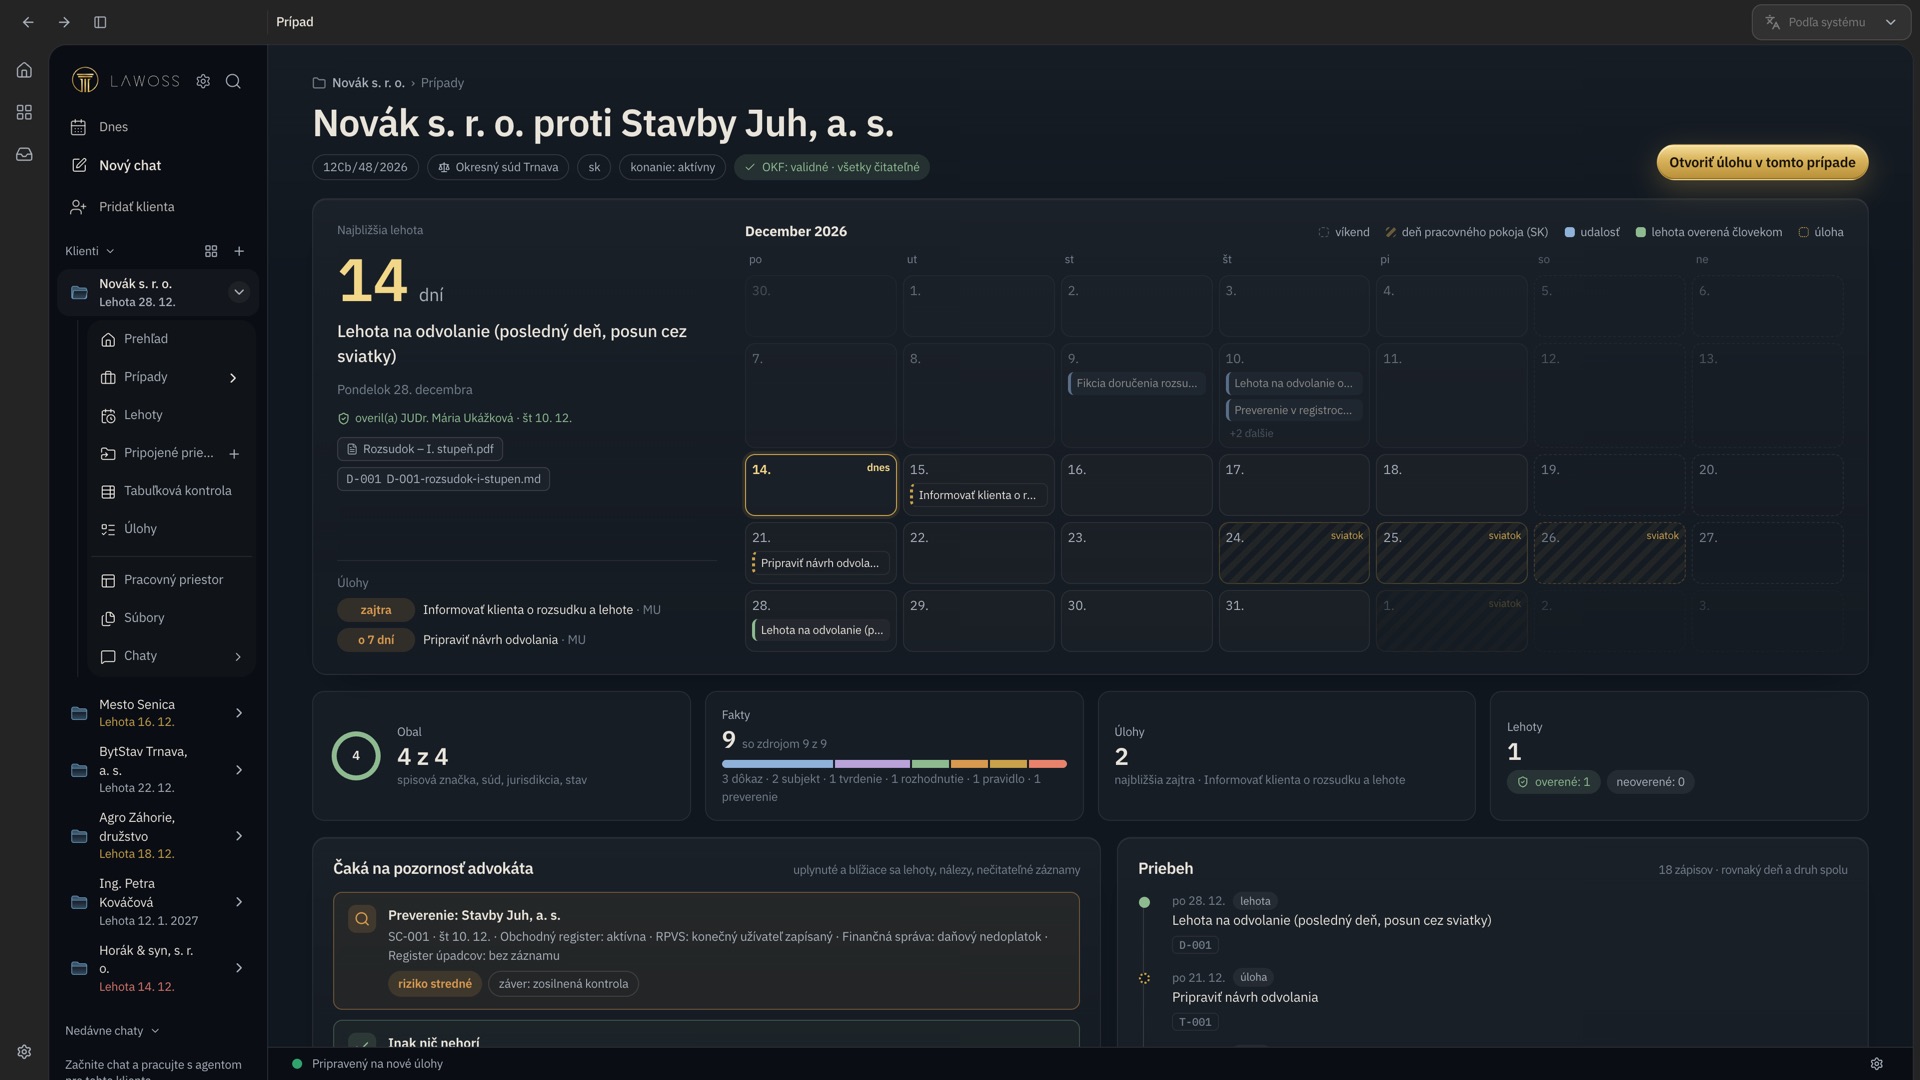 Prípad
Podľa systému
LAWOSS
Dnes
Nový chat
Pridať klienta
Klienti
Novák s. r. o.
Lehota 28. 12.
Prehľad
Prípady
Lehoty
Pripojené prie...
Tabuľková kontrola
Úlohy
Pracovný priestor
Súbory
Chaty
Mesto Senica
Lehota 16. 12.
BytStav Trnava,
a. s.
Lehota 22. 12.
Agro Záhorie,
družstvo
Lehota 18. 12.
Ing. Petra
Kováčová
Lehota 12. 1. 2027
Horák & syn, s. r.
o.
Lehota 14. 12.
Nedávne chaty
Začnite chat a pracujte s agentom
Novák s. r. o. › Prípady
Novák s. r. o. proti Stavby Juh, a. s.
12Cb/48/2026 Okresný súd Trnava sk konanie: aktívny OKF: validné · všetky čitateľné
Otvoriť úlohu v tomto prípade
Najbližšia lehota
14 dní
Lehota na odvolanie (posledný deň, posun cez
sviatky)
Pondelok 28. decembra
overil(a) JUDr. Mária Ukážková · št 10. 12.
Rozsudok – I. stupeň.pdf
D-001 D-001-rozsudok-i-stupen.md
Úlohy
zajtra Informovať klienta o rozsudku a lehote · MU
o 7 dní Pripraviť návrh odvolania · MU
December 2026
víkend deň pracovného pokoja (SK) udalosť lehota overená človekom úloha
po ut st št pi so ne
30. 1. 2. 3. 4. 5. 6.
7. 8. 9. 10. 11. 12. 13.
Fikcia doručenia rozsu... Lehota na odvolanie o...
Preverenie v registroc...
+2 ďalšie
14. dnes 15. 16. 17. 18. 19. 20.
Informovať klienta o r...
21. 22. 23. 24. sviatok 25. sviatok 26. sviatok 27.
Pripraviť návrh odvola...
28. 29. 30. 31. 1. sviatok 2. 3.
Lehota na odvolanie (p...
4
Obal
4 z 4
spisová značka, súd, jurisdikcia, stav
Fakty
9 so zdrojom 9 z 9
3 dôkaz · 2 subjekt · 1 tvrdenie · 1 rozhodnutie · 1 pravidlo · 1
preverenie
Úlohy
2
najbližšia zajtra · Informovať klienta o rozsudku a lehote
Lehoty
1
overené: 1 neoverené: 0
Čaká na pozornosť advokáta
uplynuté a blížiace sa lehoty, nálezy, nečitateľné záznamy
Preverenie: Stavby Juh, a. s.
SC-001 · št 10. 12. · Obchodný register: aktívna · RPVS: konečný užívateľ zapísaný · Finančná správa: daňový nedoplatok ·
Register úpadcov: bez záznamu
riziko stredné záver: zosilnená kontrola
Inak nič nehorí
Priebeh
18 zápisov · rovnaký deň a druh spolu
po 28. 12. lehota
Lehota na odvolanie (posledný deň, posun cez sviatky)
D-001
po 21. 12. úloha
Pripraviť návrh odvolania
T-001
Pripravený na nové úlohy